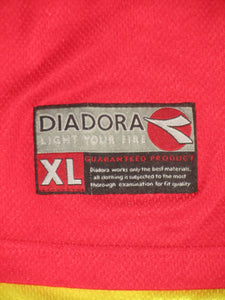 DIADORA
LIGHT YOUR FIRE
XL
GUARANTEED PRODUCT
Diadora works only the best materials,
all clothing is subjected to the most
thorough examination for fit quality